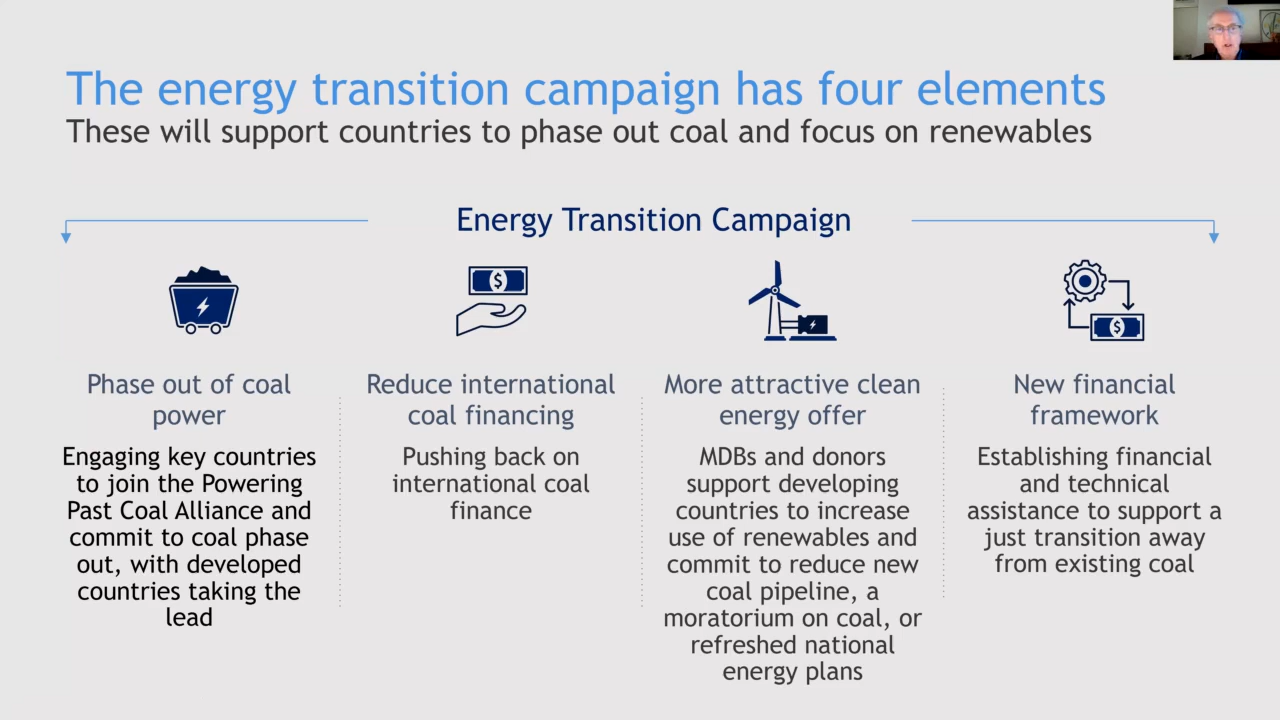 The energy transition campaign has four elements
These will support countries to phase out coal and focus on renewables
Energy Transition Campaign
$
$
Phase out of coal
power
Engaging key countries
to join the Powering
Past Coal Alliance and
commit to coal phase
out, with developed
countries taking the
lead
Reduce international
coal financing
Pushing back on
international coal
finance
More attractive clean
energy offer
MDBs and donors
support developing
countries to increase
use of renewables and
commit to reduce new
coal pipeline, a
moratorium on coal, or
refreshed national
energy plans
New financial
framework
Establishing financial
and technical
assistance to support a
just transition away
from existing coal